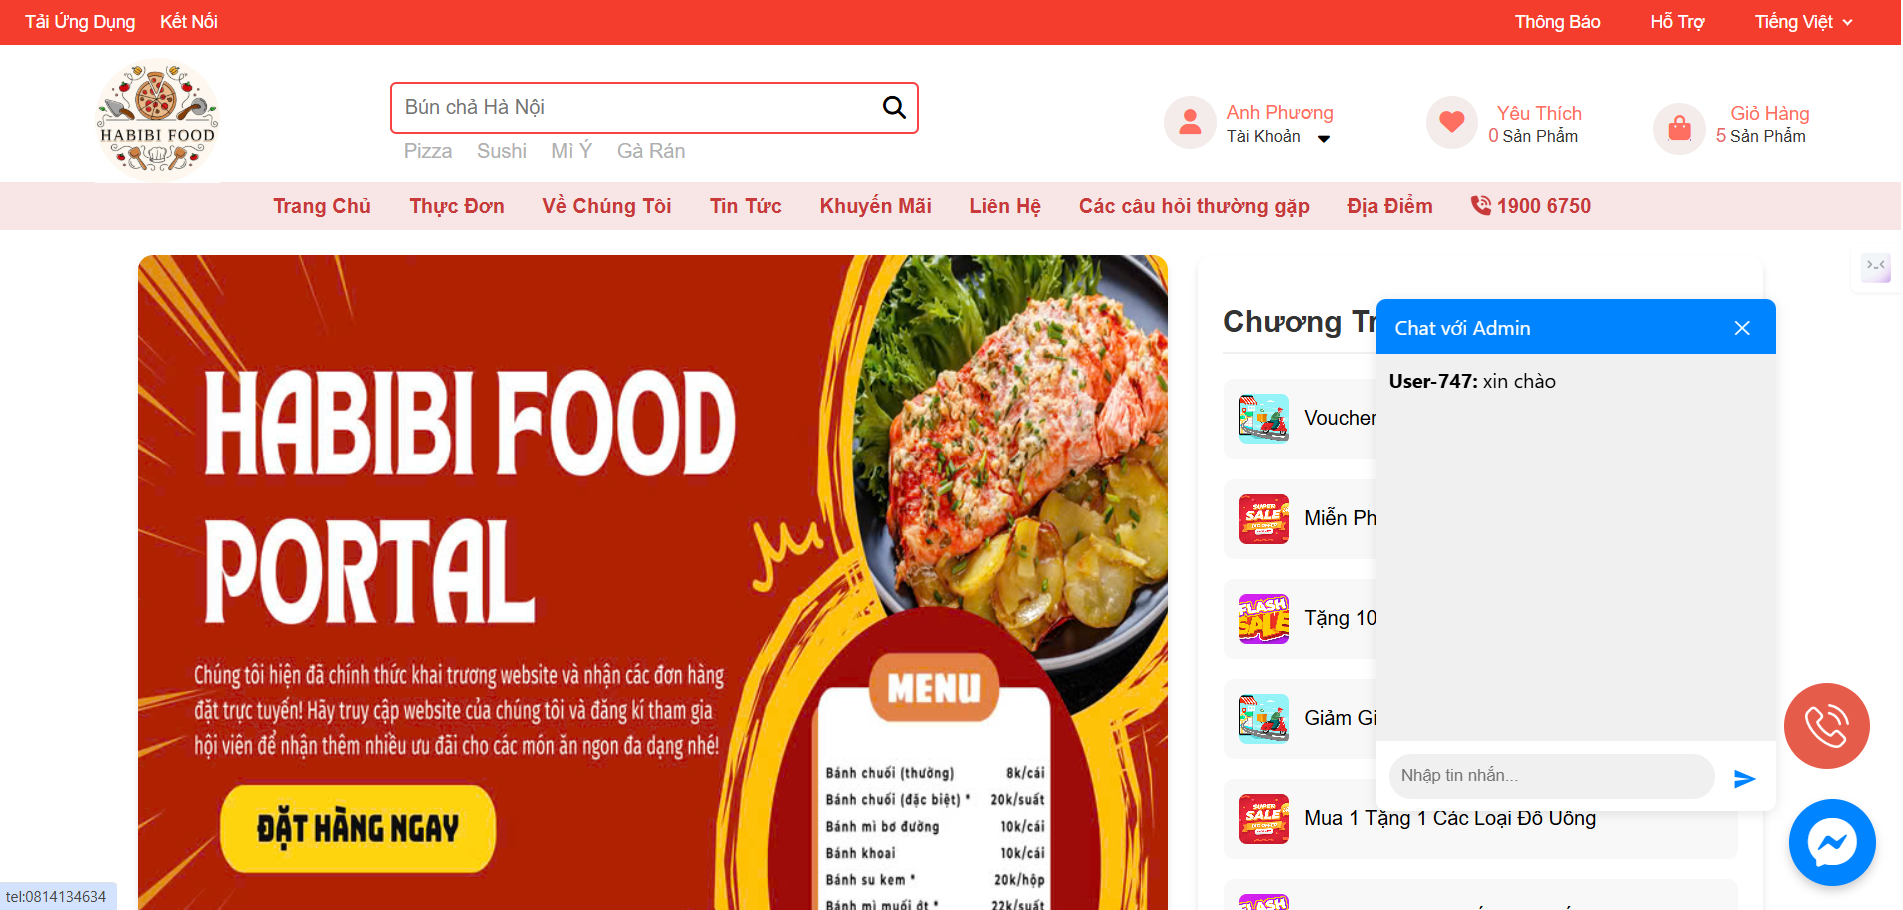 Tải Ứng Dụng Kết Nối Thông Báo Hỗ Trợ Tiếng Việt
HABIBI FOOD
Bún chả Hà Nội
Pizza Sushi Mì Ý Gà Rán
Anh Phương
Tài Khoản
Yêu Thích
0 Sản Phẩm
Giỏ Hàng
5 Sản Phẩm
Trang Chủ Thực Đơn Về Chúng Tôi Tin Tức Khuyến Mãi Liên Hệ Các câu hỏi thường gặp Địa Điểm 1900 6750
HABIBI FOOD
PORTAL
Chúng tôi hiện đã chính thức khai trương website và nhận các đơn hàng
đặt trực tuyến! Hãy truy cập website của chúng tôi và đăng kí tham gia
hội viên để nhận thêm nhiều ưu đãi cho các món ăn ngon đa dạng nhé!
ĐẶT HÀNG NGAY
MENU
Bánh chuối (thường) 8k/cái
Bánh chuối (đặc biệt) * 20k/suất
Bánh mì bơ đường 10k/cái
Bánh khoai 10k/cái
Bánh su kem * 20k/hộp
Bánh mì muối ớt * 22k/suất
Chương Tr
Voucher
SUPER
SALE
Miễn Ph
FLASH
SALE
Tặng 10
Giảm Gi
SUPER
SALE
Mua 1 Tặng 1 Các Loại Đồ Uống
FLASH
Chat với Admin
User-747: xin chào
Nhập tin nhắn...
tel:0814134634